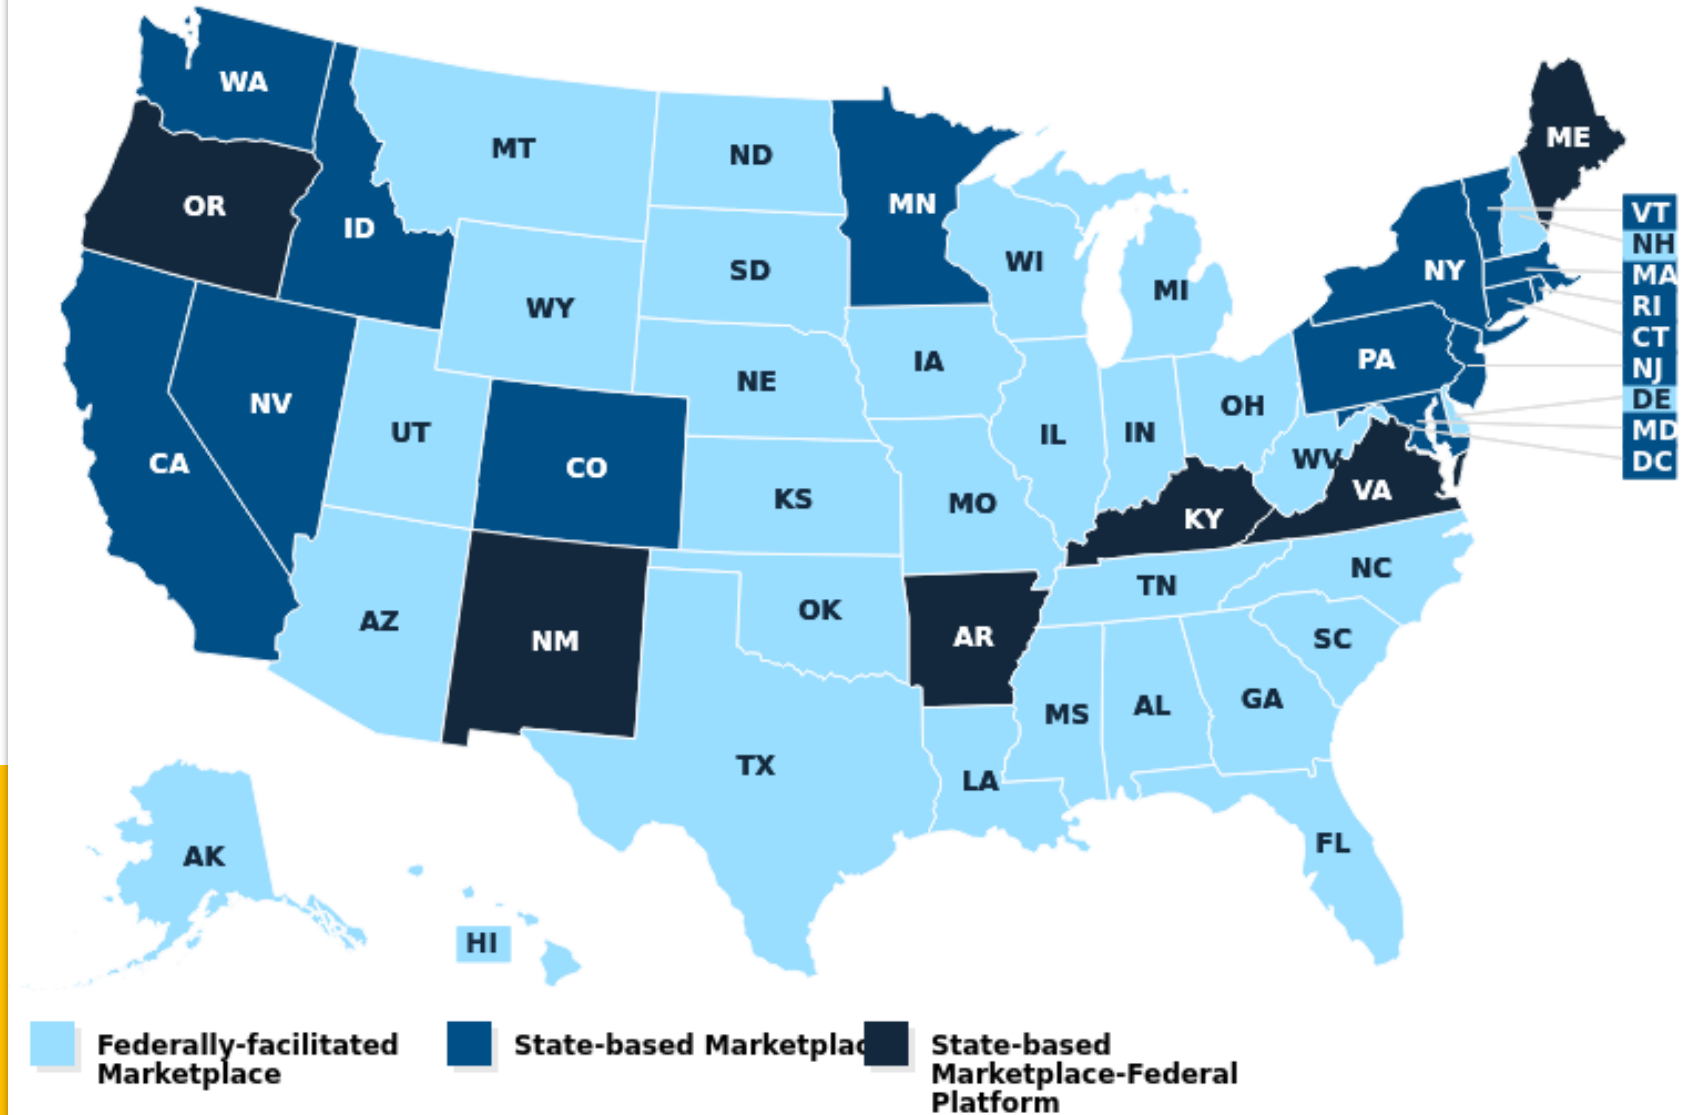 WA
ME
MT
ND
OR
MN
VT
ID
NH
WI
NY
MA
SD
MI
RI
WY
CT
IA
PA
NJ
NE
DE
NV
OH
UT
IL
IN
MD
CA
CO
WV
DC
KS
VA
MO
KY
NC
TN
AZ
OK
NM
AR
SC
GA
MS
AL
TX
LA
FL
AK
HI
Federally-facilitated
Marketplace
State-based Marketplac
State-based
Marketplace-Federal
Platform